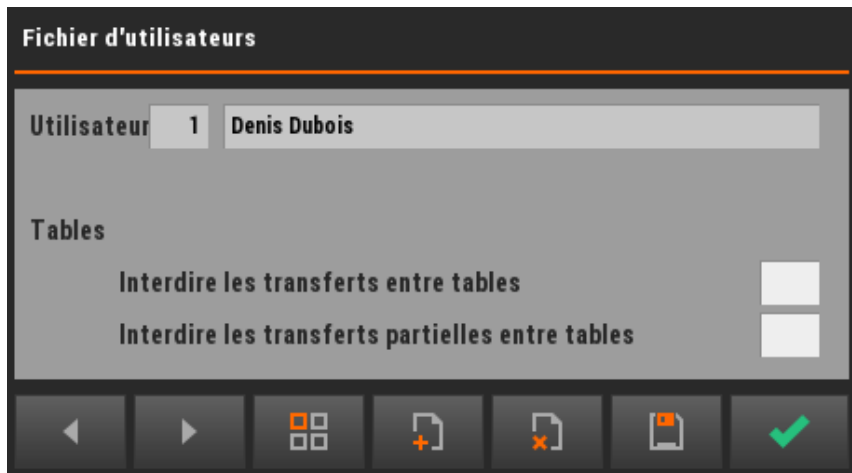 Fichier d'utilisateurs
Utilisateur 1 Denis Dubois
Tables
Interdire les transferts entre tables
Interdire les transferts partielles entre tables